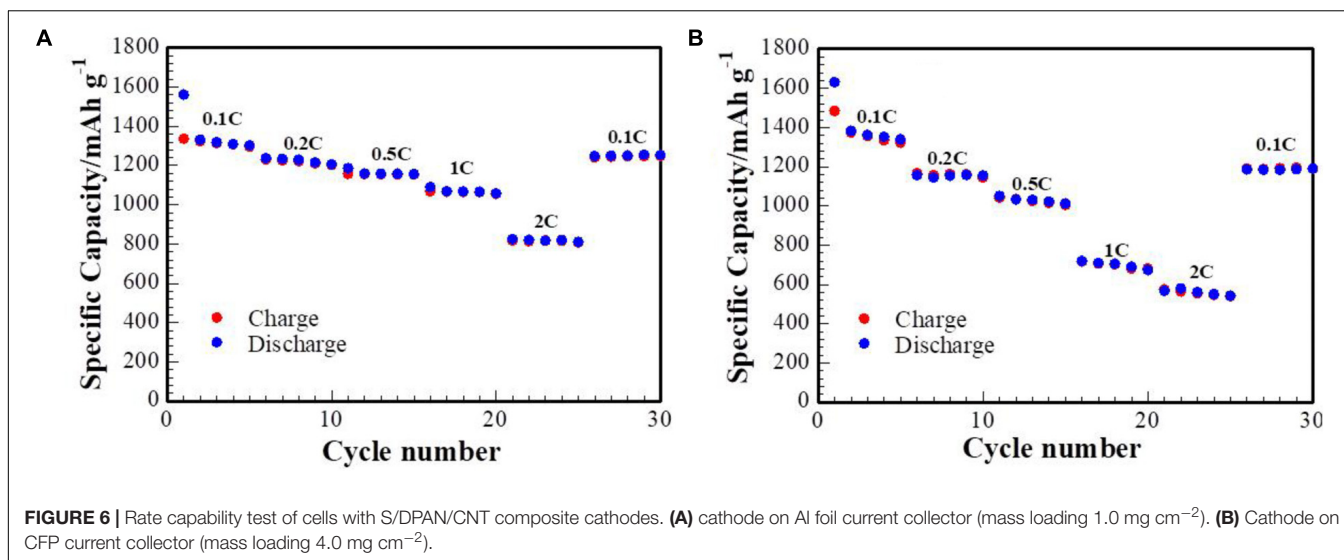 A
Specific Capacity/mAh g⁻¹
1800
1600
1400
1200
1000
800
600
400
200
0
0.1C
0.2C
0.5C
1C
2C
0.1C
Charge
Discharge
0
10
20
30
Cycle number
B
Specific Capacity/mAh g⁻¹
1800
1600
1400
1200
1000
800
600
400
200
0
0.1C
0.2C
0.5C
1C
2C
0.1C
Charge
Discharge
0
10
20
30
Cycle number
FIGURE 6 | Rate capability test of cells with S/DPAN/CNT composite cathodes. (A) cathode on Al foil current collector (mass loading 1.0 mg cm⁻²). (B) Cathode on
CFP current collector (mass loading 4.0 mg cm⁻²).